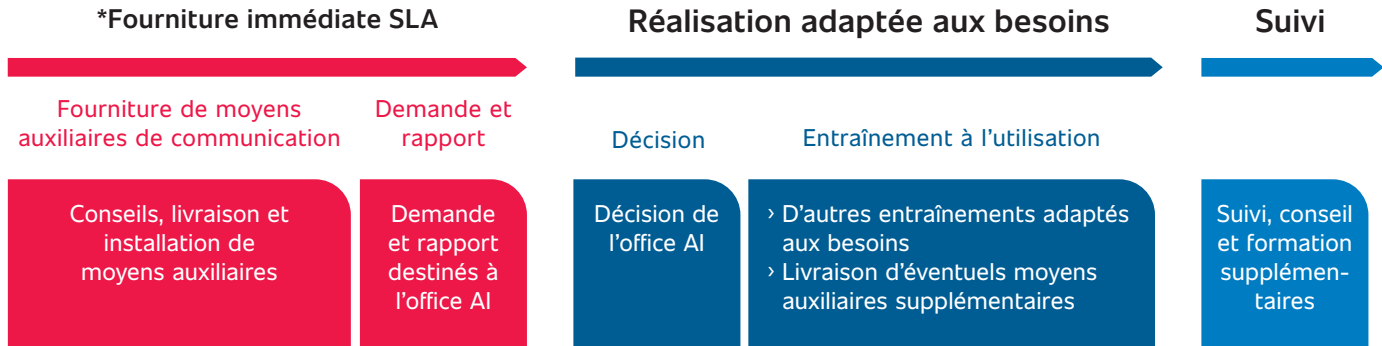 *Fourniture immédiate SLA
Réalisation adaptée aux besoins
Suivi
Fourniture de moyens
auxiliaires de communication
Demande et
rapport
Décision
Entraînement à l'utilisation
Conseils, livraison et
installation de
moyens auxiliaires
Demande
et rapport
destinés à
l'office AI
Décision de
l'office AI
› D'autres entraînements adaptés
aux besoins
› Livraison d'éventuels moyens
auxiliaires supplémentaires
Suivi, conseil
et formation
supplémen-
taires